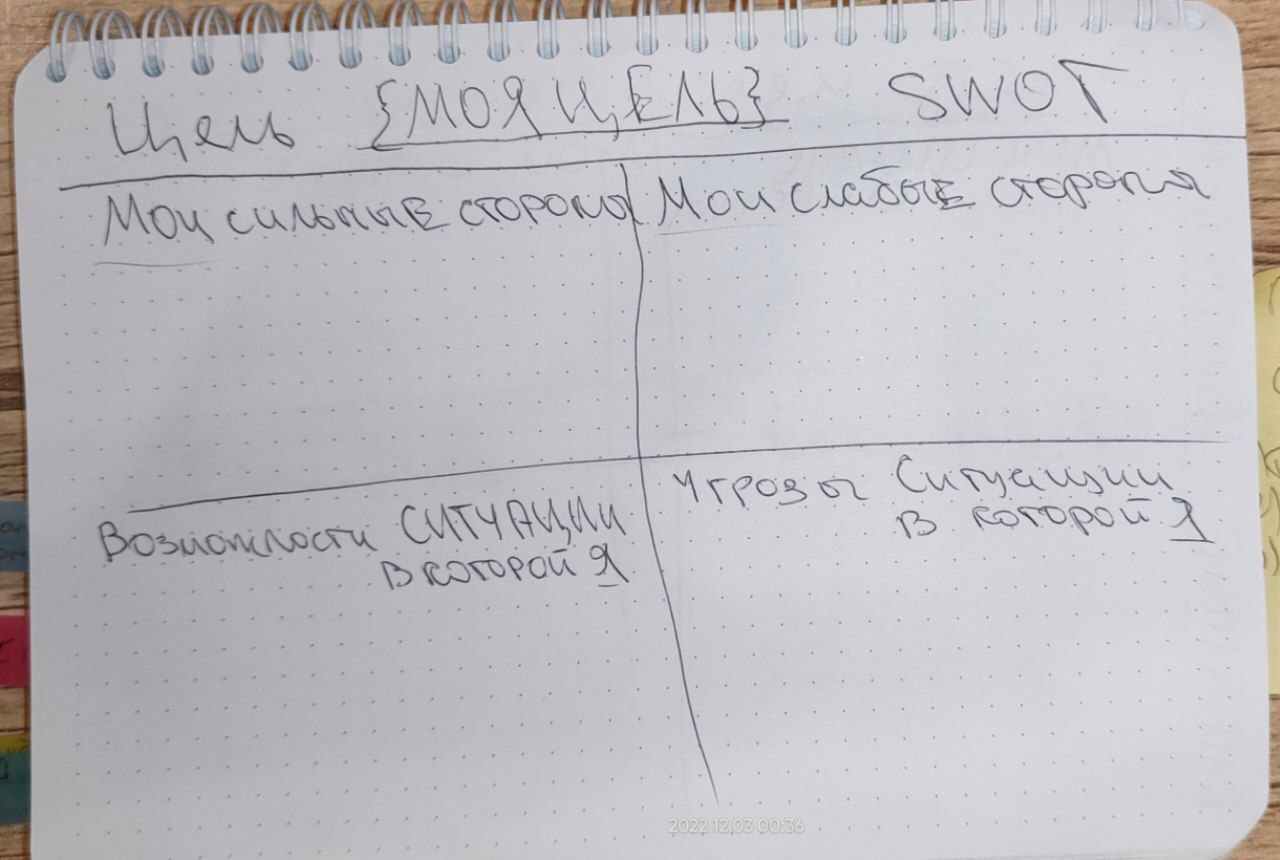 Цель {МОЯ ЦЕЛЬ} SWOT
Мои сильные стороны
Мои слабые стороны
Возможности СИТУАЦИИ
в которой Я
Угрозы Ситуации
в которой Я
2022.12.03 00:36